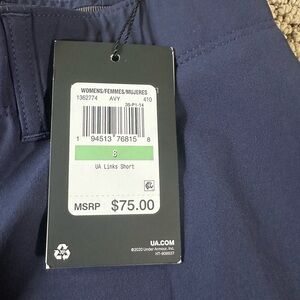 WOMENS/FEMMES/MUJERES
1362774 AVY 410
1 94513 76815 8
UA Links Short
MSRP $75.00
UA.COM
©2020 Under Armour, Inc.